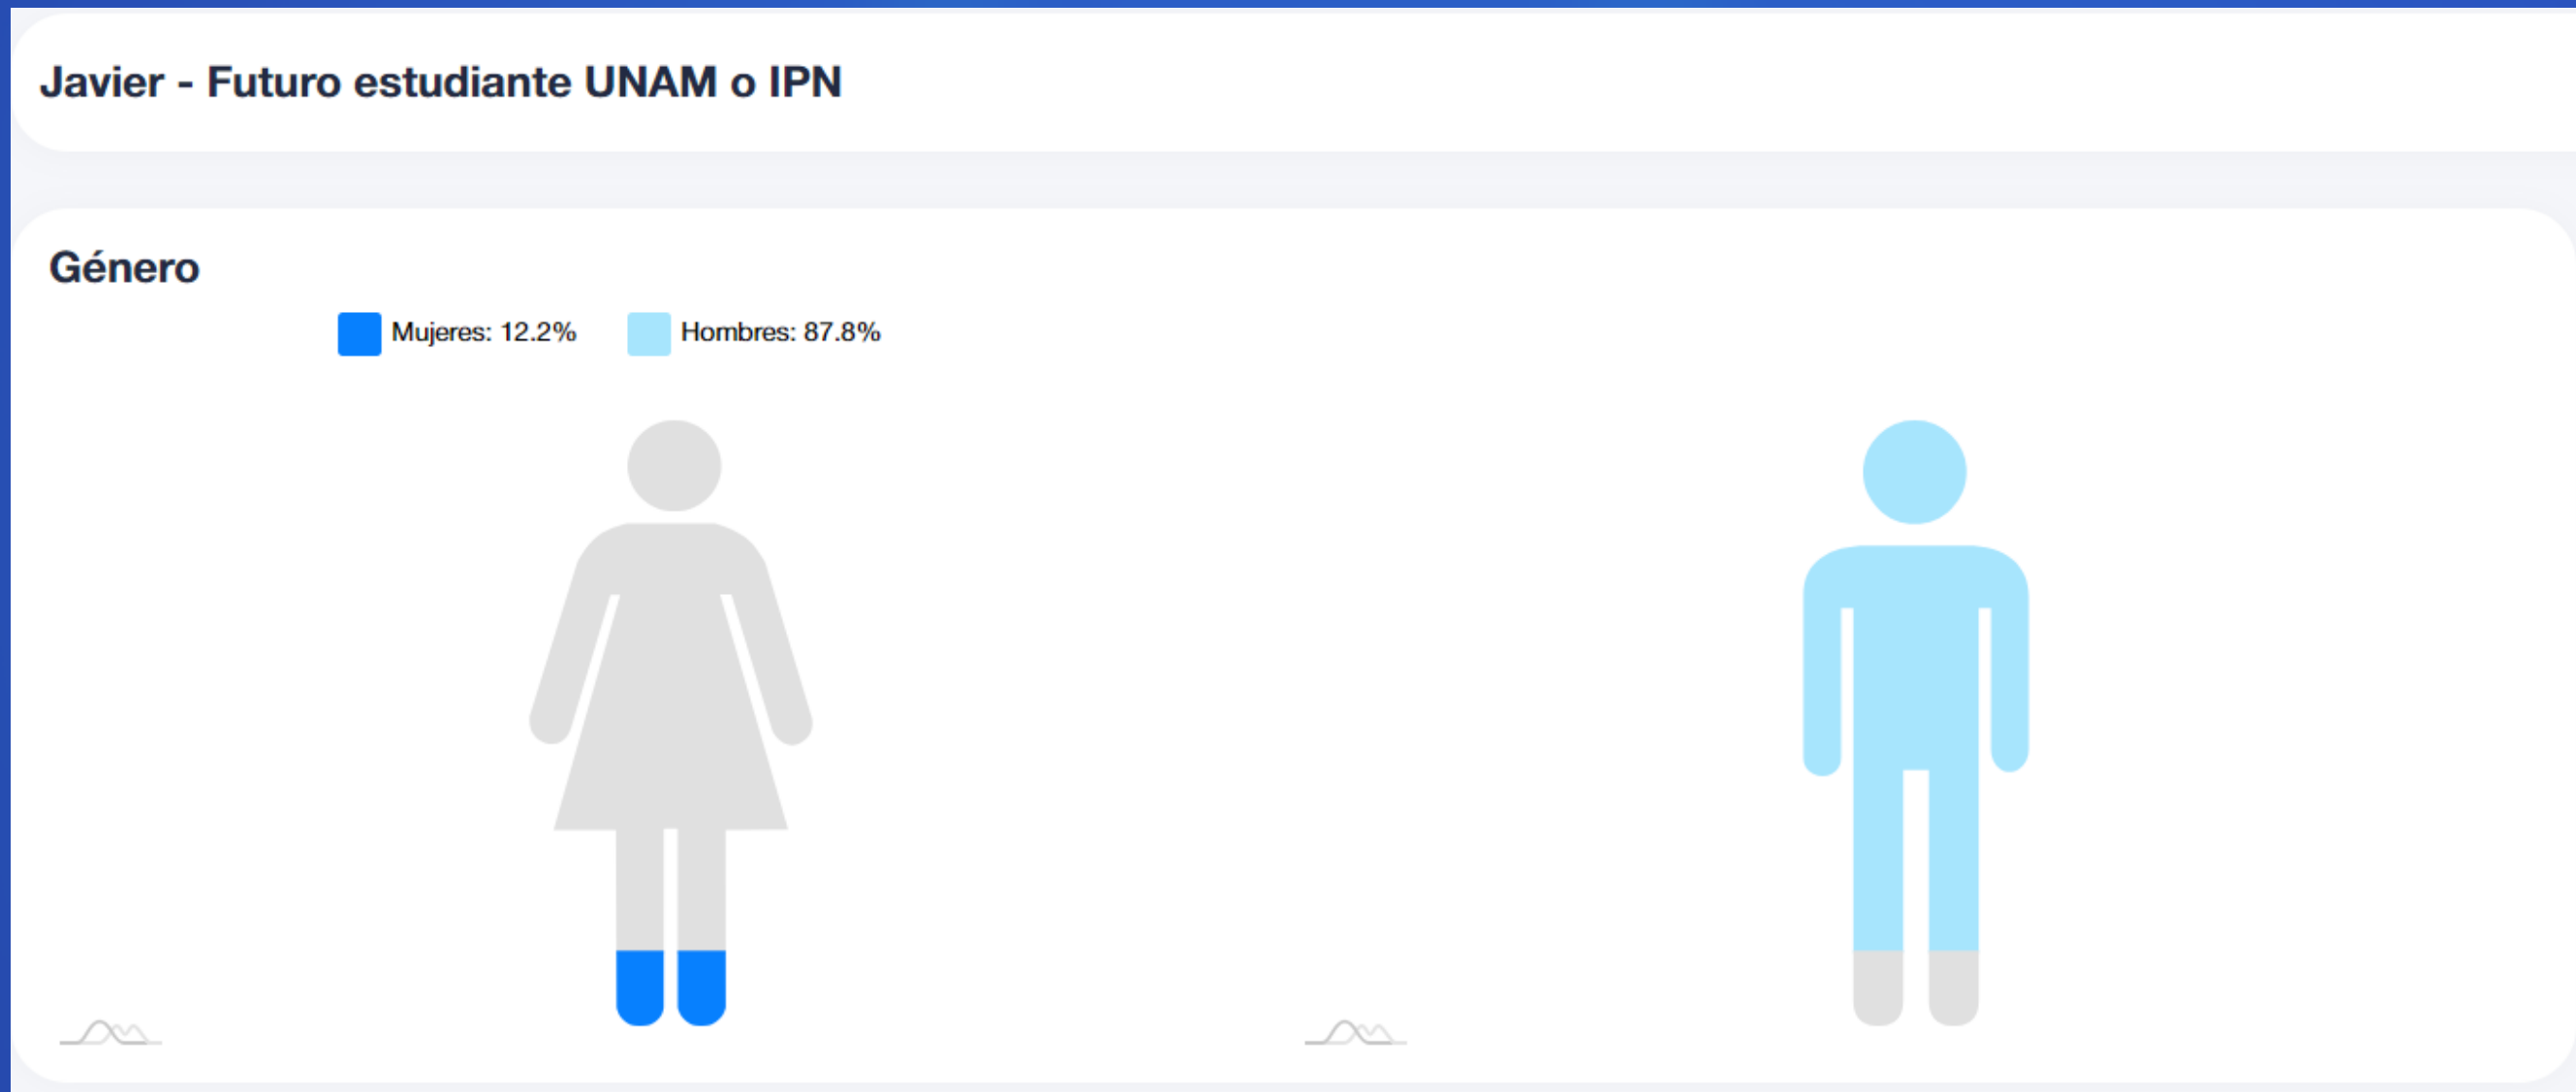 Javier - Futuro estudiante UNAM o IPN
Género
Mujeres: 12.2% Hombres: 87.8%